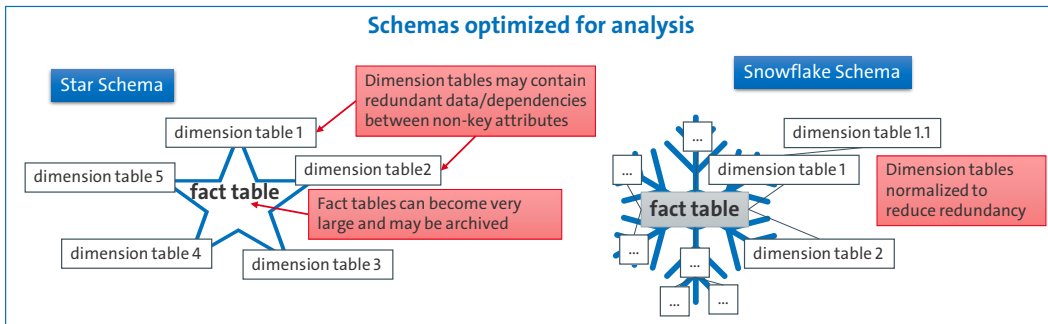 Schemas optimized for analysis
Star Schema
Dimension tables may contain
redundant data/dependencies
between non-key attributes
dimension table 1
dimension table2
dimension table 5
fact table
Fact tables can become very
large and may be archived
dimension table 4
dimension table 3
Snowflake Schema
...
dimension table 1.1
...
dimension table 1
Dimension tables
normalized to
reduce redundancy
fact table
...
dimension table 2
...
...
...